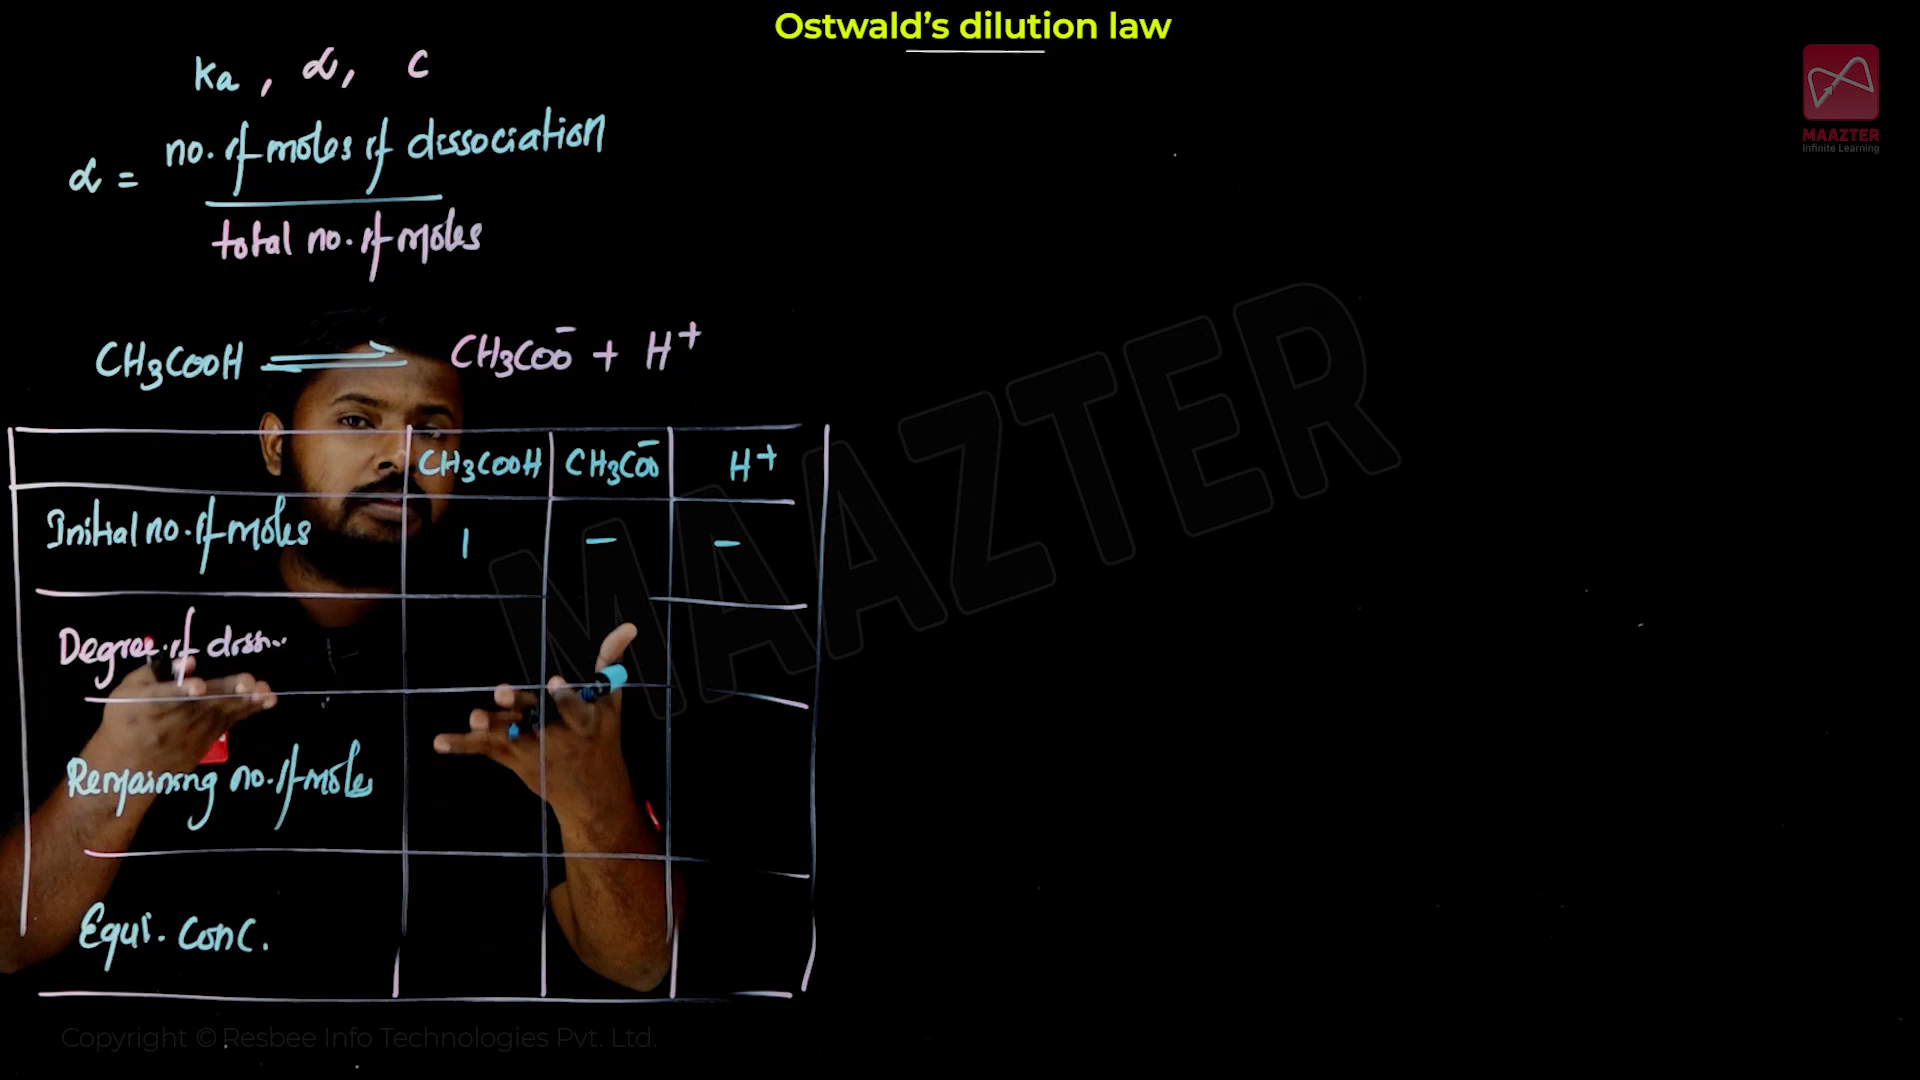 Ostwald's dilution law
Ka, α, C
MAAZTER
Infinite Learning
no. of moles of dissociation
α =
total no. of moles
CH3COOH ⇌ CH3COO⁻ + H⁺
CH3COOH CH3COO⁻ H⁺
Initial no. of moles 1 – –
Degree of diss...
Remaining no. of moles
Equi. Conc.
MAAZTER
Copyright © Resbee Info Technologies Pvt. Ltd.